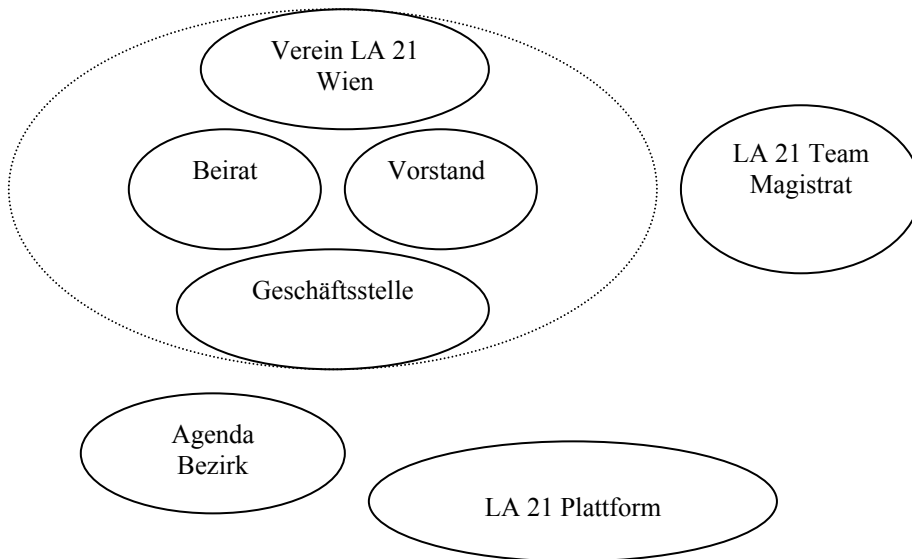 Verein LA 21
Wien
Beirat
Vorstand
LA 21 Team
Magistrat
Geschäftsstelle
Agenda
Bezirk
LA 21 Plattform